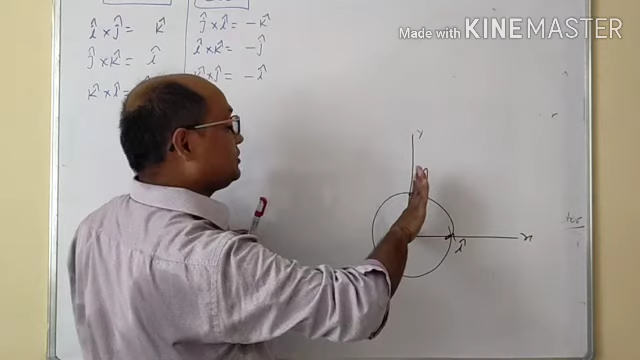 Made with KINEMASTER
î × ĵ = k̂
ĵ × k̂ = î
k̂ × î =
ĵ × î = -k̂
î × k̂ = -ĵ
k̂ × ĵ = -î
y
x
î